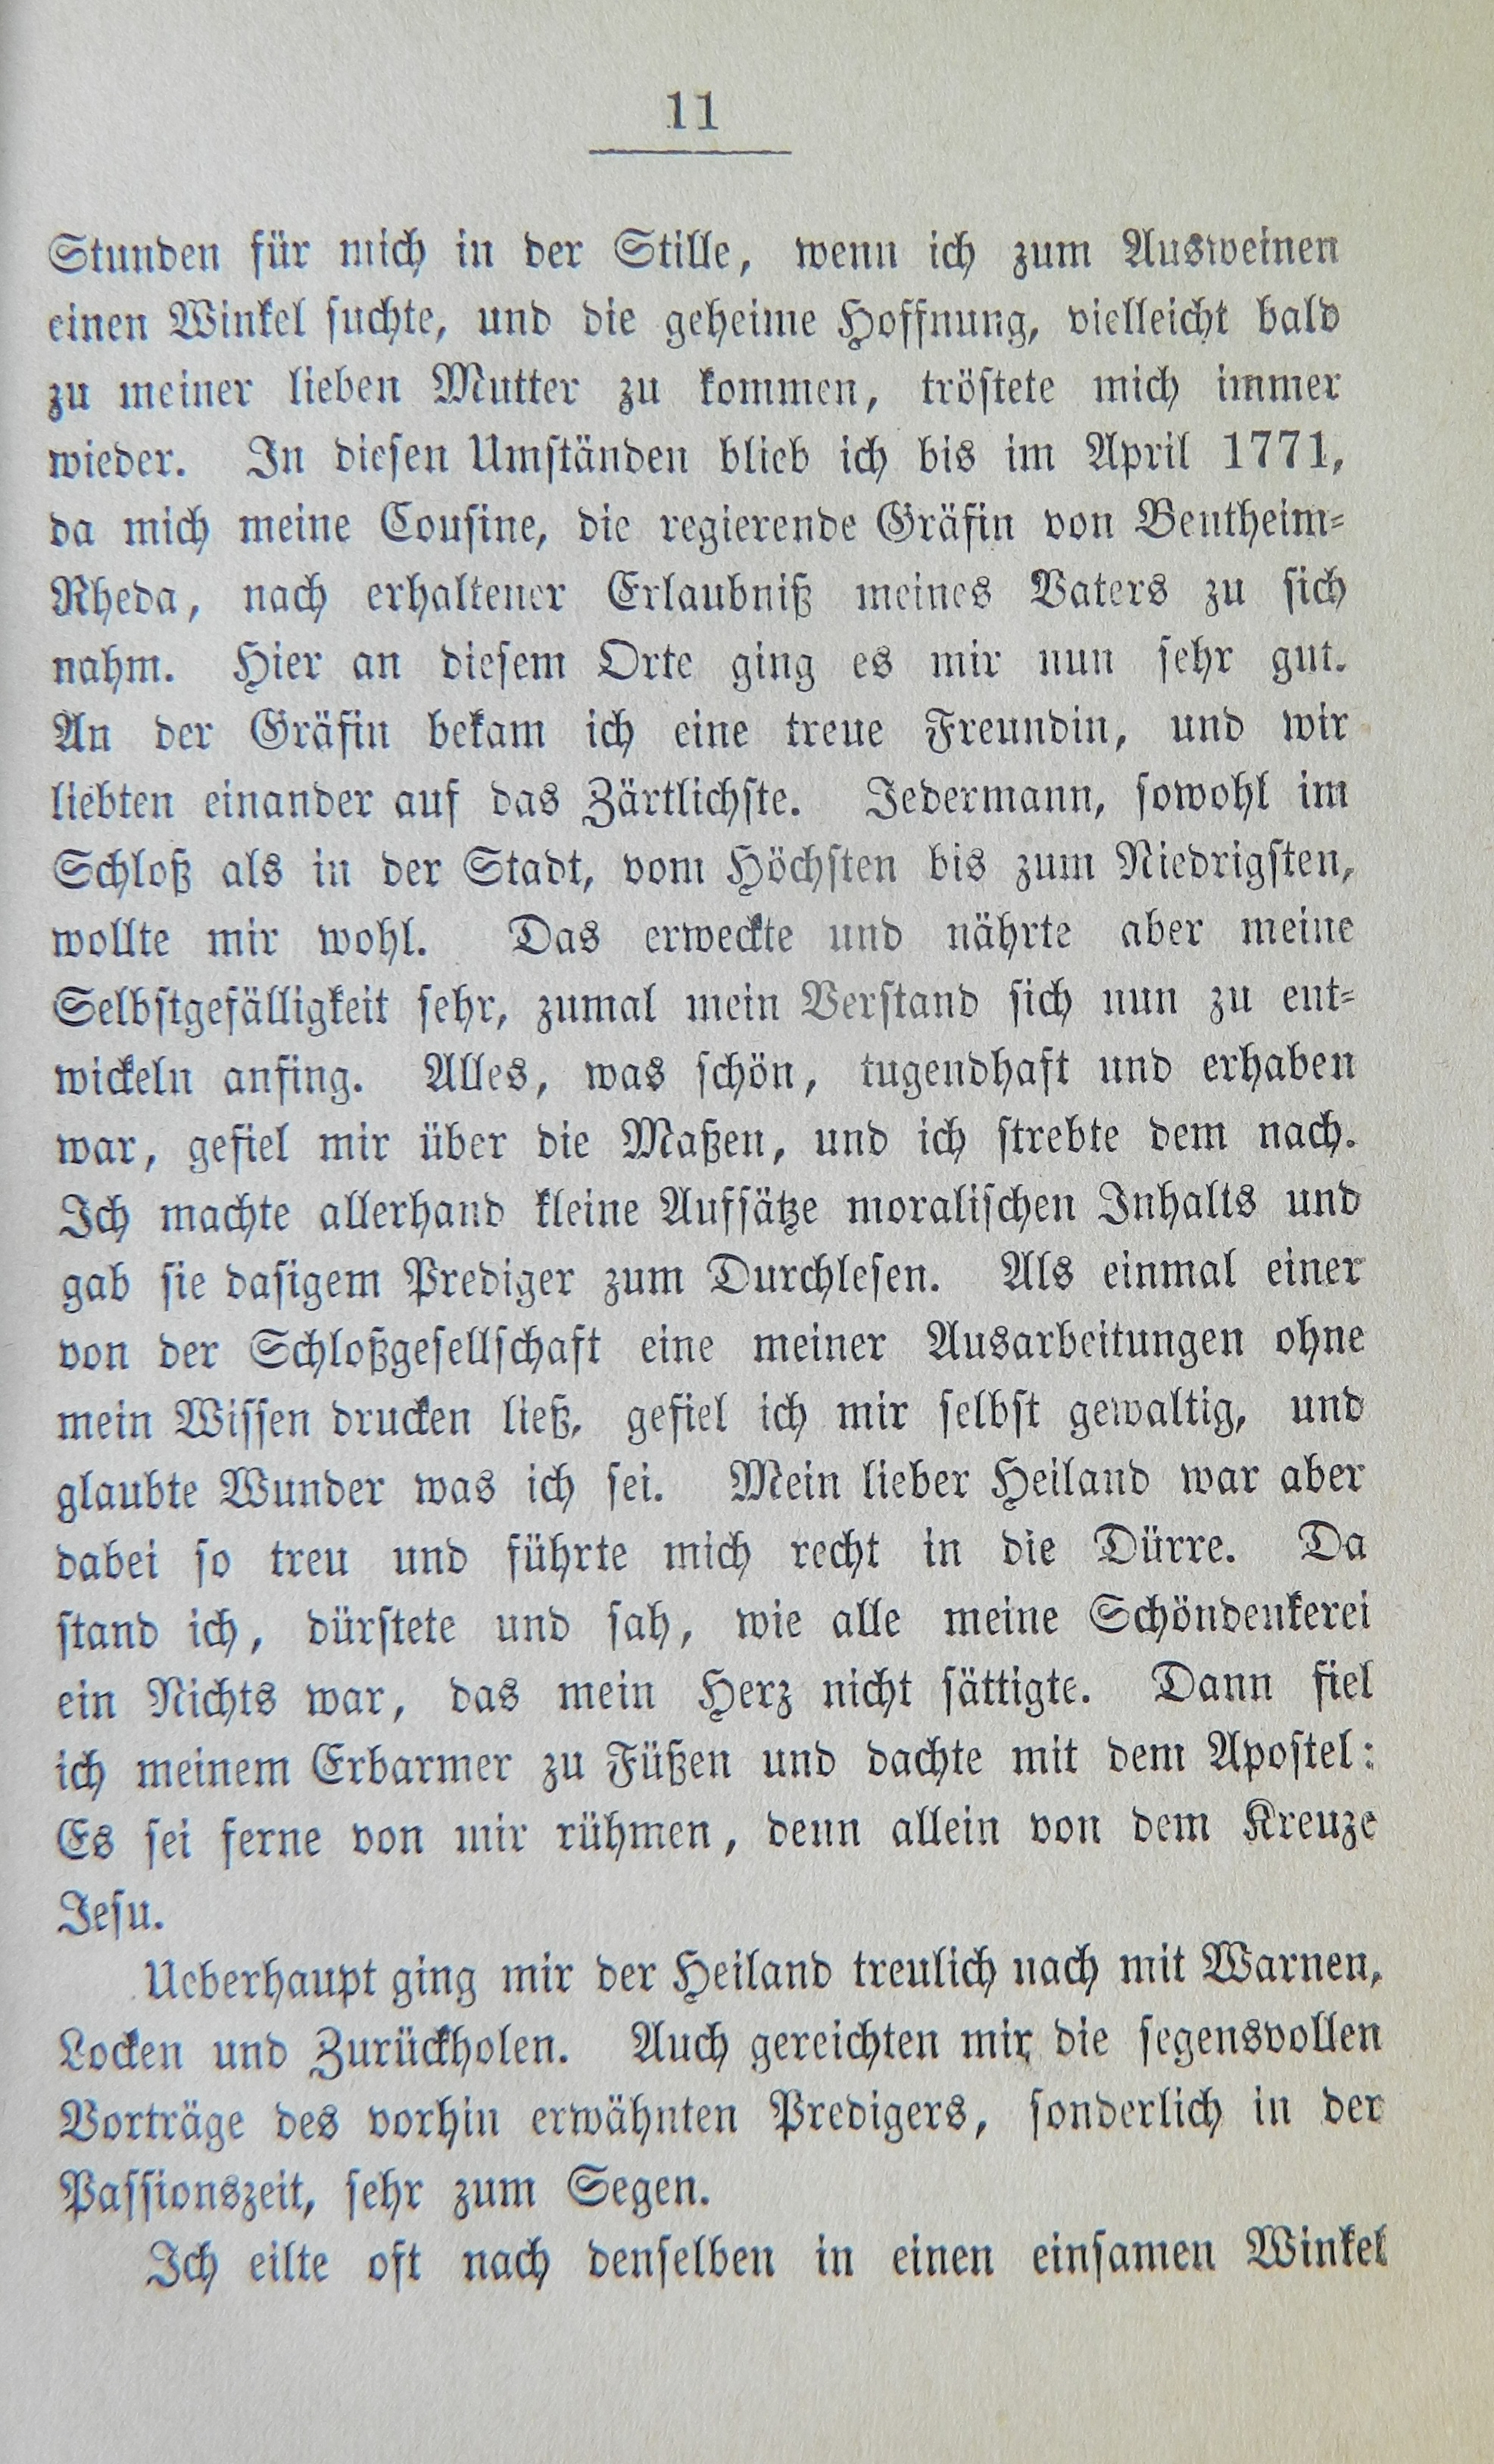 11
Stunden für mich in der Stille, wenn ich zum Ausweinen
einen Winkel suchte, und die geheime Hoffnung, vielleicht bald
zu meiner lieben Mutter zu kommen, tröstete mich immer
wieder. In diesen Umständen blieb ich bis im April 1771,
da mich meine Cousine, die regierende Gräfin von Bentheim-
Rheda, nach erhaltener Erlaubniß meines Vaters zu sich
nahm. Hier an diesem Orte ging es mir nun sehr gut.
An der Gräfin bekam ich eine treue Freundin, und wir
liebten einander auf das Zärtlichste. Jedermann, sowohl im
Schloß als in der Stadt, vom Höchsten bis zum Niedrigsten,
wollte mir wohl. Das erweckte und nährte aber meine
Selbstgefälligkeit sehr, zumal mein Verstand sich nun zu ent-
wickeln anfing. Alles, was schön, tugendhaft und erhaben
war, gefiel mir über die Maßen, und ich strebte dem nach.
Ich machte allerhand kleine Aufsätze moralischen Inhalts und
gab sie dasigem Prediger zum Durchlesen. Als einmal einer
von der Schloßgesellschaft eine meiner Ausarbeitungen ohne
mein Wissen drucken ließ, gefiel ich mir selbst gewaltig, und
glaubte Wunder was ich sei. Mein lieber Heiland war aber
dabei so treu und führte mich recht in die Dürre. Da
stand ich, dürstete und sah, wie alle meine Schöndenkerei
ein Nichts war, das mein Herz nicht sättigte. Dann fiel
ich meinem Erbarmer zu Füßen und dachte mit dem Apostel:
Es sei ferne von mir rühmen, denn allein von dem Kreuze
Jesu.
Ueberhaupt ging mir der Heiland treulich nach mit Warnen,
Locken und Zurückholen. Auch gereichten mir die segensvollen
Vorträge des vorhin erwähnten Predigers, sonderlich in der
Passionszeit, sehr zum Segen.
Ich eilte oft nach denselben in einen einsamen Winkel